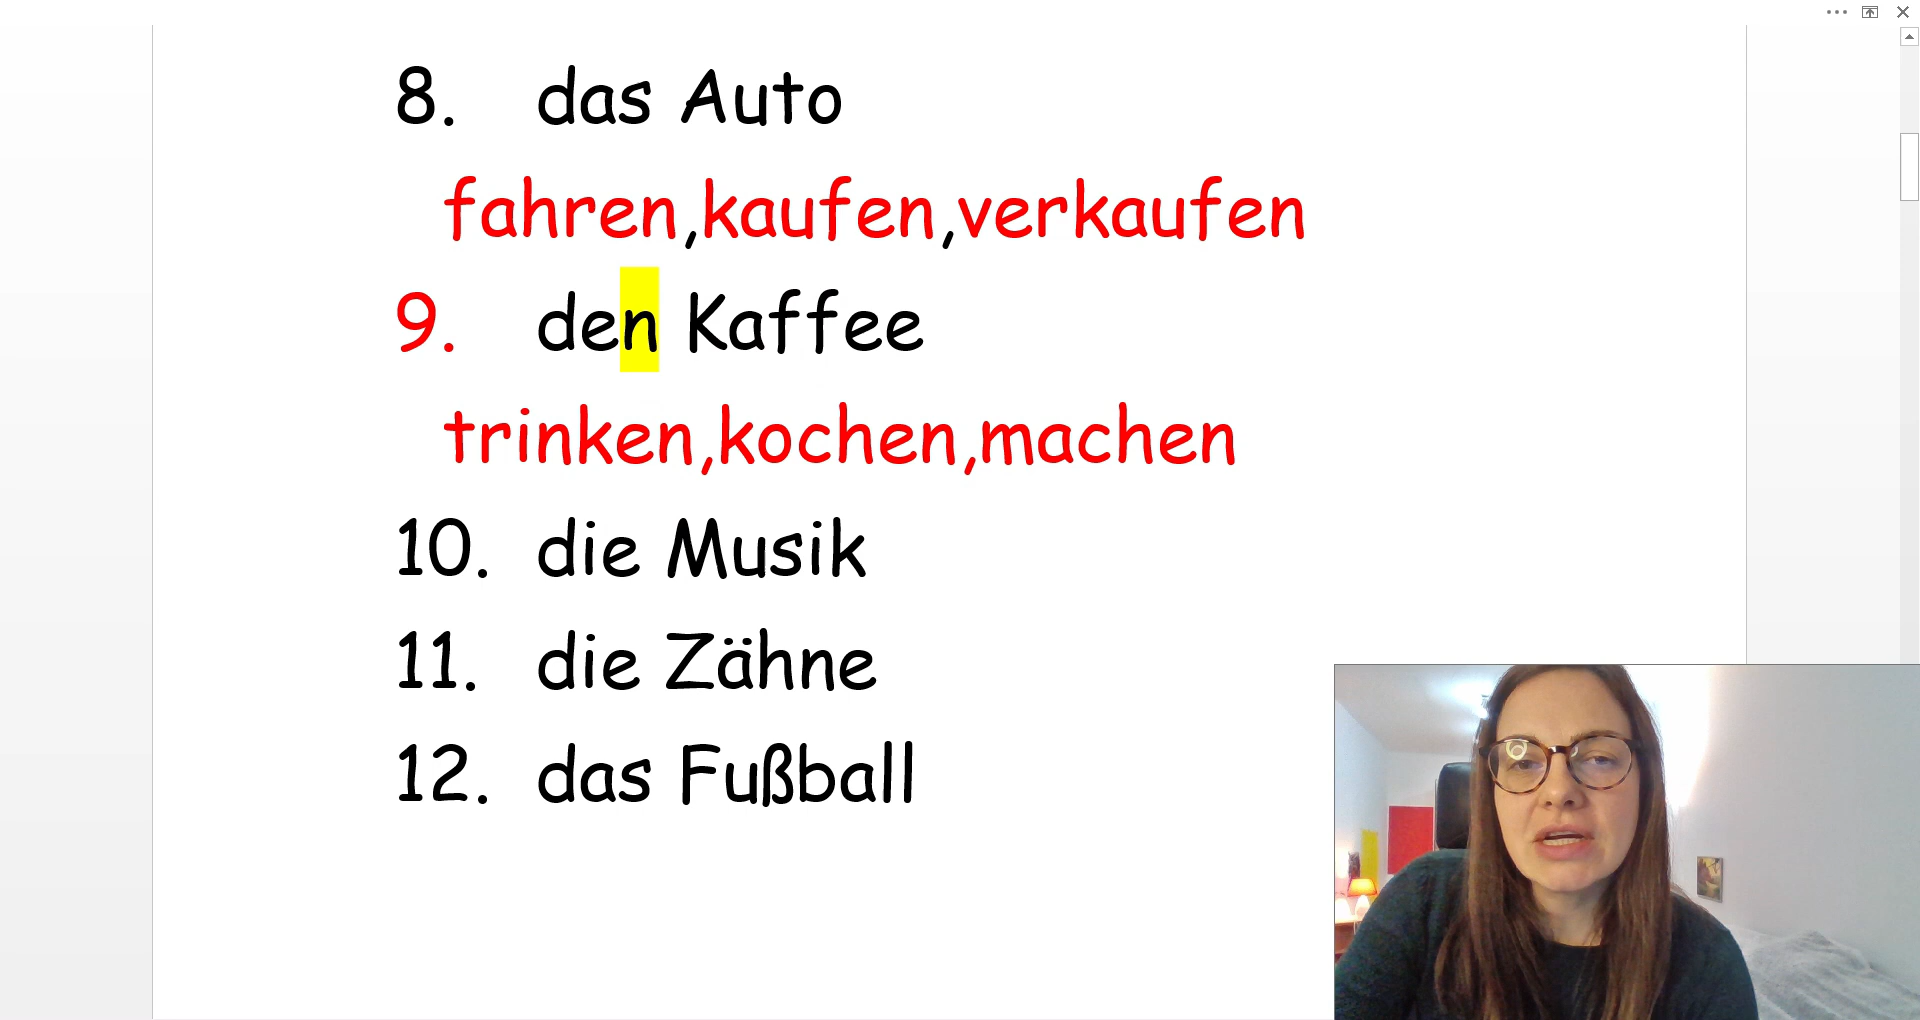 8. das Auto
fahren,kaufen,verkaufen
9. den Kaffee
trinken,kochen,machen
10. die Musik
11. die Zähne
12. das Fußball